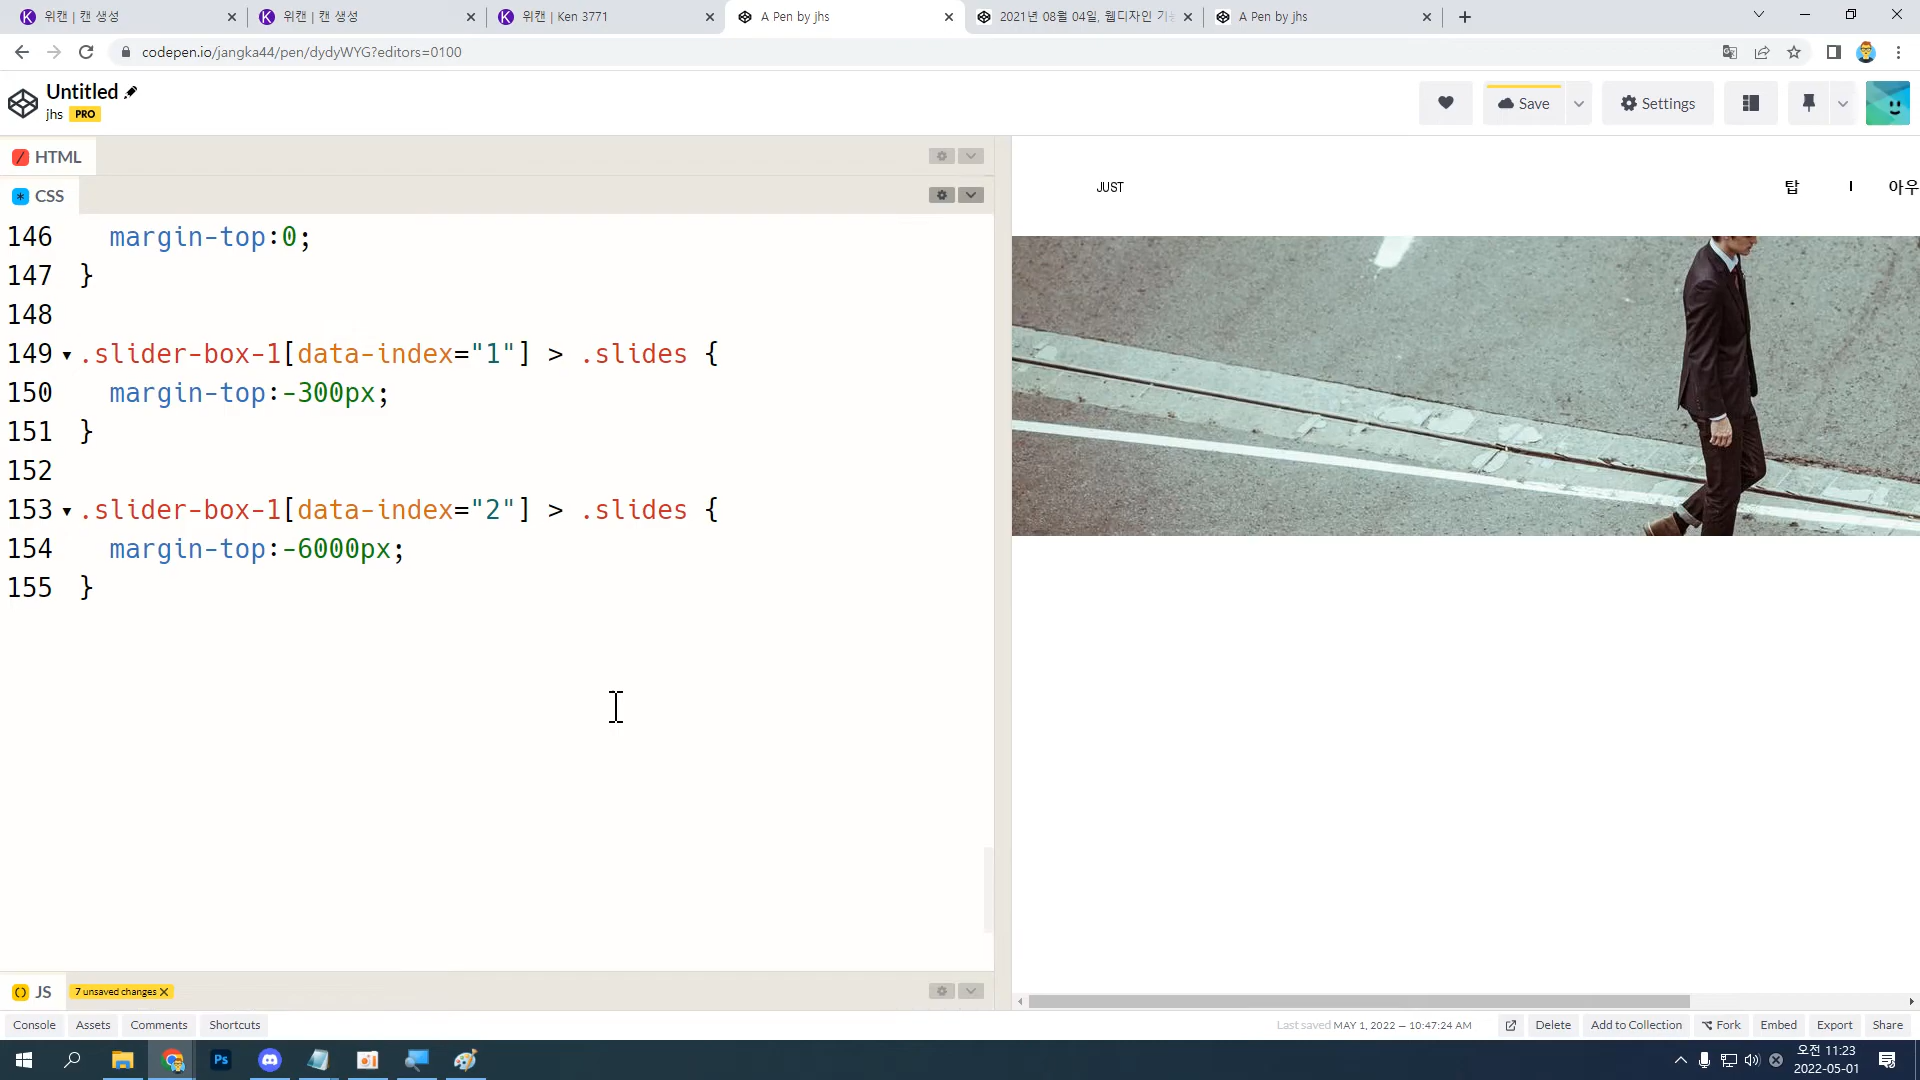 위캔 | 캔 생성
위캔 | 캔 생성
위캔 | Ken 3771
A Pen by jhs
2021년 08월 04일, 웹디자인 기능
A Pen by jhs
codepen.io/jangka44/pen/dydyWYG?editors=0100
Untitled
jhs PRO
Save
Settings
HTML
CSS
146 margin-top:0;
147 }
148
149 .slider-box-1[data-index="1"] > .slides {
150 margin-top:-300px;
151 }
152
153 .slider-box-1[data-index="2"] > .slides {
154 margin-top:-6000px;
155 }
JUST
탑
아우
JS
7 unsaved changes
Console
Assets
Comments
Shortcuts
Last saved MAY 1, 2022 — 10:47:24 AM
Delete
Add to Collection
Fork
Embed
Export
Share
Ps
오전 11:23
2022-05-01